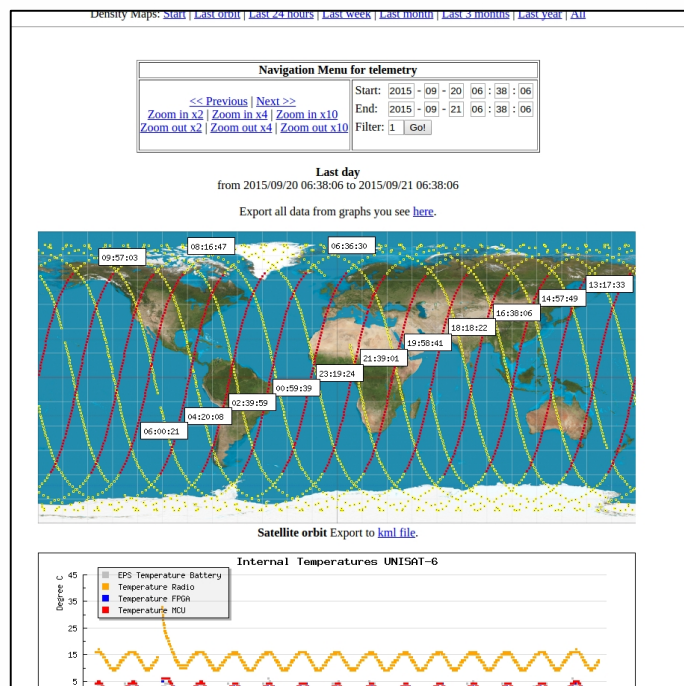 Density Maps: Start | Last orbit | Last 24 hours | Last week | Last month | Last 3 months | Last year | All
Navigation Menu for telemetry
<< Previous | Next >>
Zoom in x2 | Zoom in x4 | Zoom in x10
Zoom out x2 | Zoom out x4 | Zoom out x10
Start: 2015 - 09 - 20 06 : 38 : 06
End: 2015 - 09 - 21 06 : 38 : 06
Filter: 1 Go!
Last day
from 2015/09/20 06:38:06 to 2015/09/21 06:38:06
Export all data from graphs you see here.
06:36:30
08:16:47
09:57:03
13:17:33
14:57:49
16:38:06
18:18:22
19:58:41
21:39:01
23:19:24
00:59:39
02:39:59
04:20:08
06:00:21
Satellite orbit Export to kml file.
Internal Temperatures UNISAT-6
EPS Temperature Battery
Temperature Radio
Temperature FPGA
Temperature MCU
Degree C
45
35
25
15
5